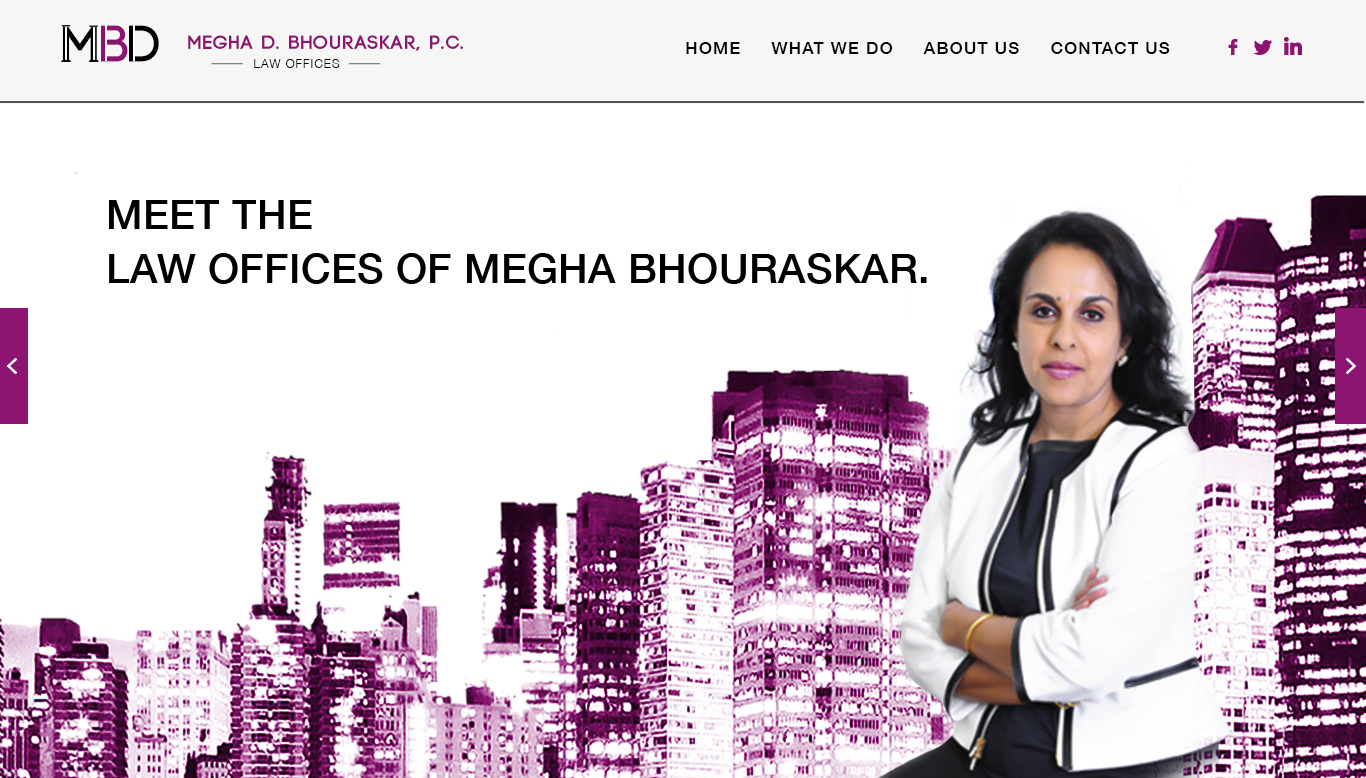 MBD
MEGHA D. BHOURASKAR, P.C.
LAW OFFICES
HOME WHAT WE DO ABOUT US CONTACT US
MEET THE
LAW OFFICES OF MEGHA BHOURASKAR.